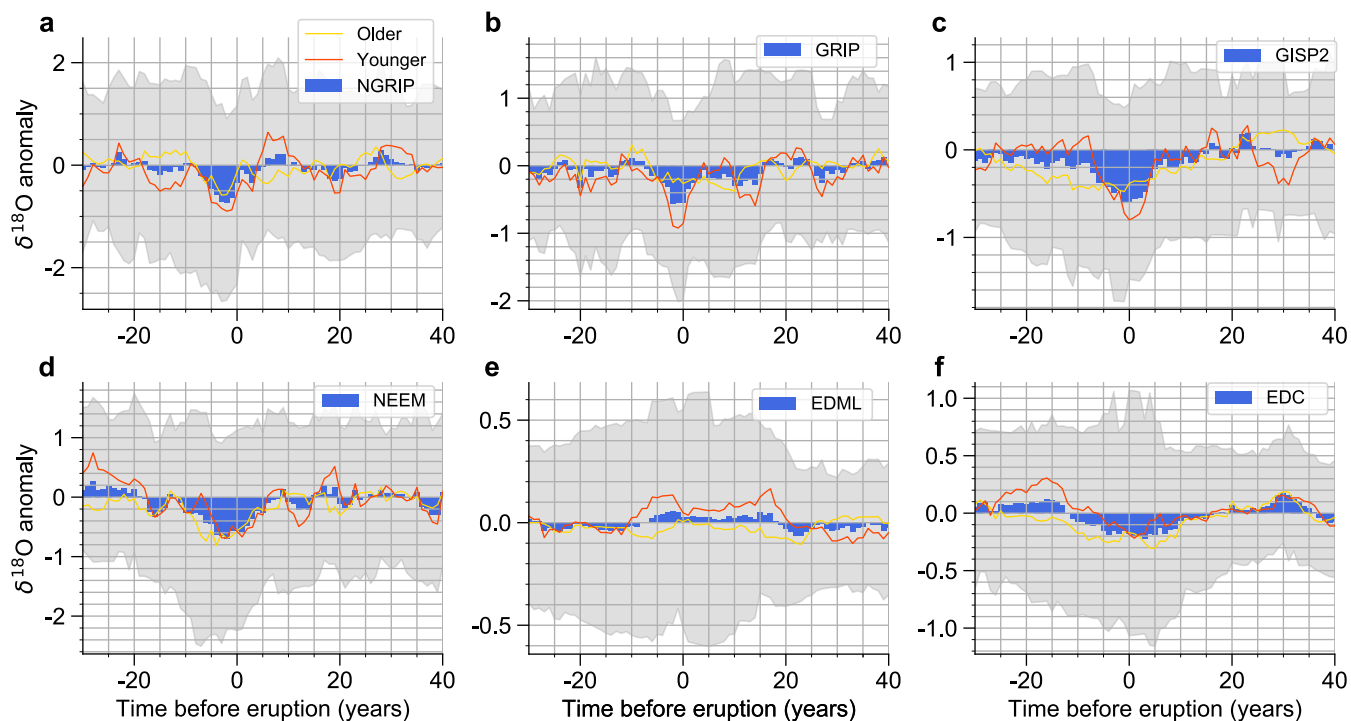 a
Older
Younger
NGRIP
2
0
-2
δ18O anomaly
-20
0
20
40
b
GRIP
1
0
-1
-2
-20
0
20
40
c
GISP2
1
0
-1
-20
0
20
40
d
NEEM
1
0
-1
-2
δ18O anomaly
-20
0
20
40
Time before eruption (years)
e
EDML
0.5
0.0
-0.5
-20
0
20
40
Time before eruption (years)
f
EDC
1.0
0.5
0.0
-0.5
-1.0
-20
0
20
40
Time before eruption (years)